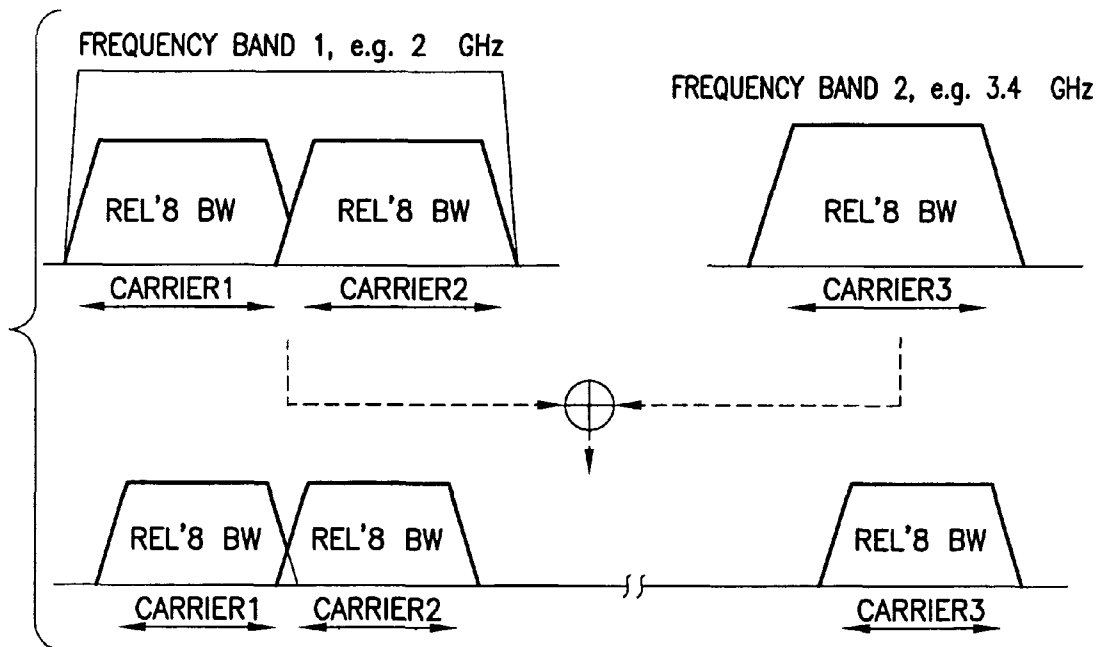 FREQUENCY BAND 1, e.g. 2 GHz
FREQUENCY BAND 2, e.g. 3.4 GHz
REL'8 BW
REL'8 BW
REL'8 BW
CARRIER1
CARRIER2
CARRIER3
REL'8 BW
REL'8 BW
REL'8 BW
CARRIER1
CARRIER2
CARRIER3